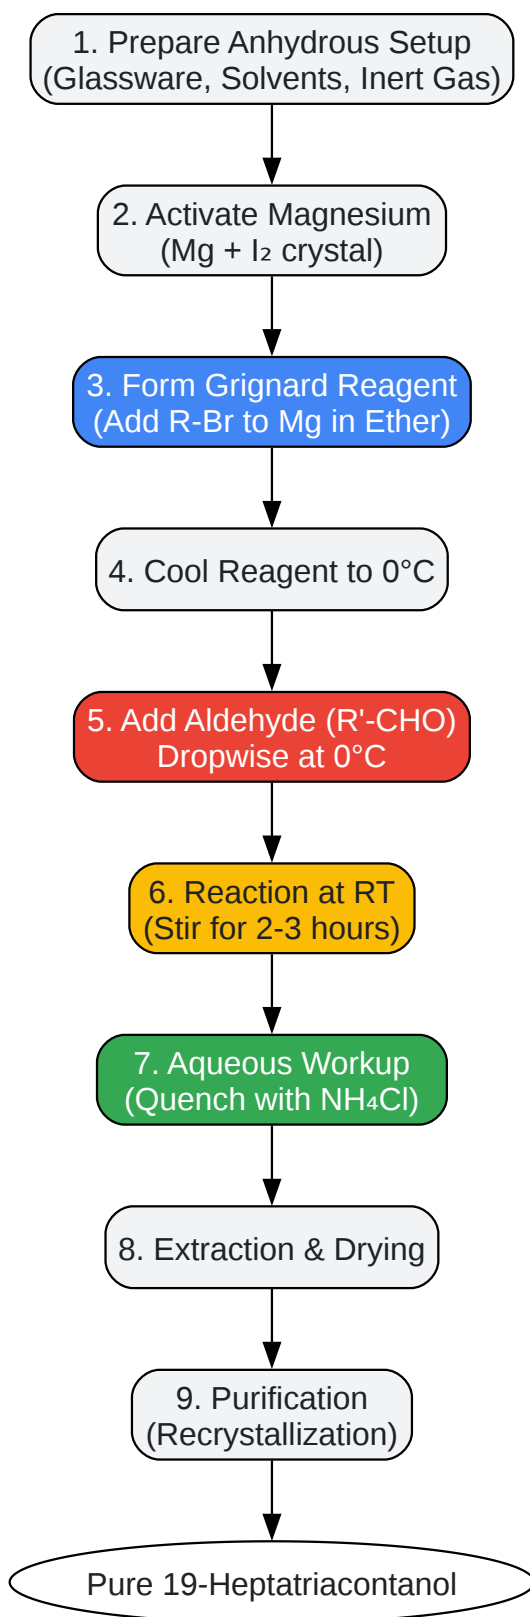 1. Prepare Anhydrous Setup
(Glassware, Solvents, Inert Gas)
2. Activate Magnesium
(Mg + I₂ crystal)
3. Form Grignard Reagent
(Add R-Br to Mg in Ether)
4. Cool Reagent to 0°C
5. Add Aldehyde (R'-CHO)
Dropwise at 0°C
6. Reaction at RT
(Stir for 2-3 hours)
7. Aqueous Workup
(Quench with NH₄Cl)
8. Extraction & Drying
9. Purification
(Recrystallization)
Pure 19-Heptatriacontanol